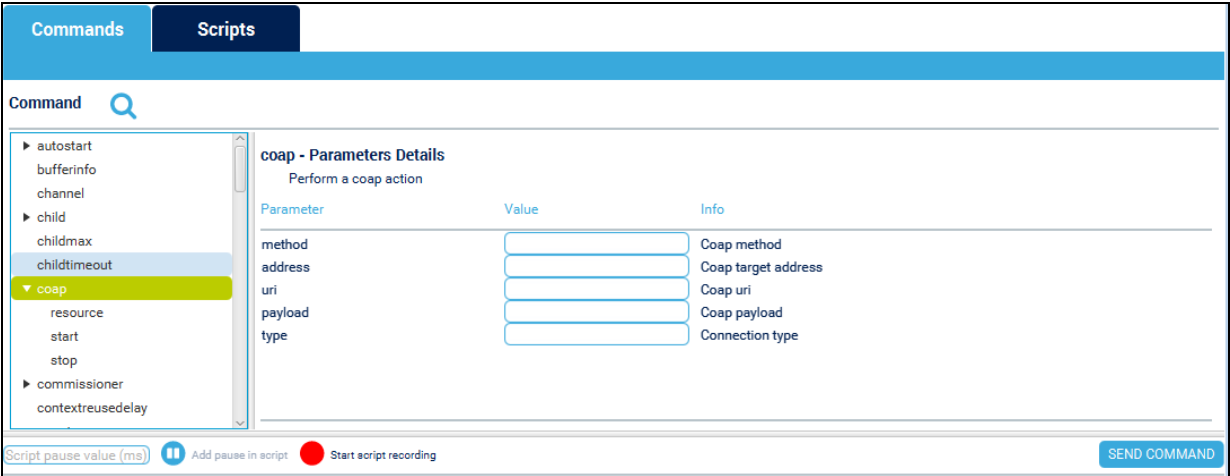 Commands Scripts
Command
autostart
bufferinfo
channel
child
childmax
childtimeout
coap
resource
start
stop
commissioner
contextreusedelay
coap - Parameters Details
Perform a coap action
Parameter Value Info
method Coap method
address Coap target address
uri Coap uri
payload Coap payload
type Connection type
Script pause value (ms) Add pause in script Start script recording SEND COMMAND